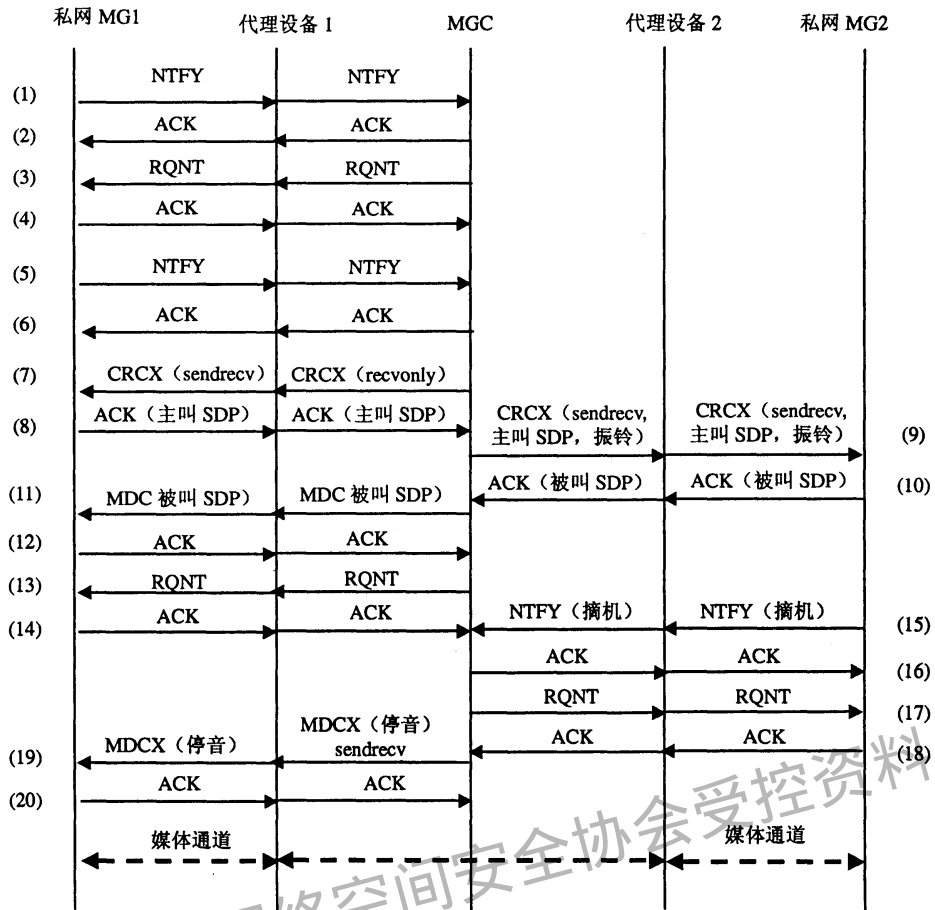 私网 MG1 代理设备 1 MGC 代理设备 2 私网 MG2
(1) NTFY NTFY
(2) ACK ACK
(3) RQNT RQNT
(4) ACK ACK
(5) NTFY NTFY
(6) ACK ACK
(7) CRCX（sendrecv） CRCX（recvonly）
(8) ACK（主叫 SDP） ACK（主叫 SDP）
CRCX（sendrecv, CRCX（sendrecv,
主叫 SDP，振铃） 主叫 SDP，振铃） (9)
ACK（被叫 SDP） ACK（被叫 SDP） (10)
(11) MDC 被叫 SDP） MDC 被叫 SDP）
(12) ACK ACK
(13) RQNT RQNT
(14) ACK ACK
NTFY（摘机） NTFY（摘机） (15)
ACK ACK (16)
RQNT RQNT (17)
ACK ACK (18)
(19) MDCX（停音） MDCX（停音）
sendrecv
(20) ACK ACK
媒体通道 媒体通道
网络空间安全协会受控资料